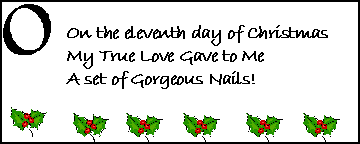 O On the eleventh day of Christmas
My True Love Gave to Me
A set of Gorgeous Nails!